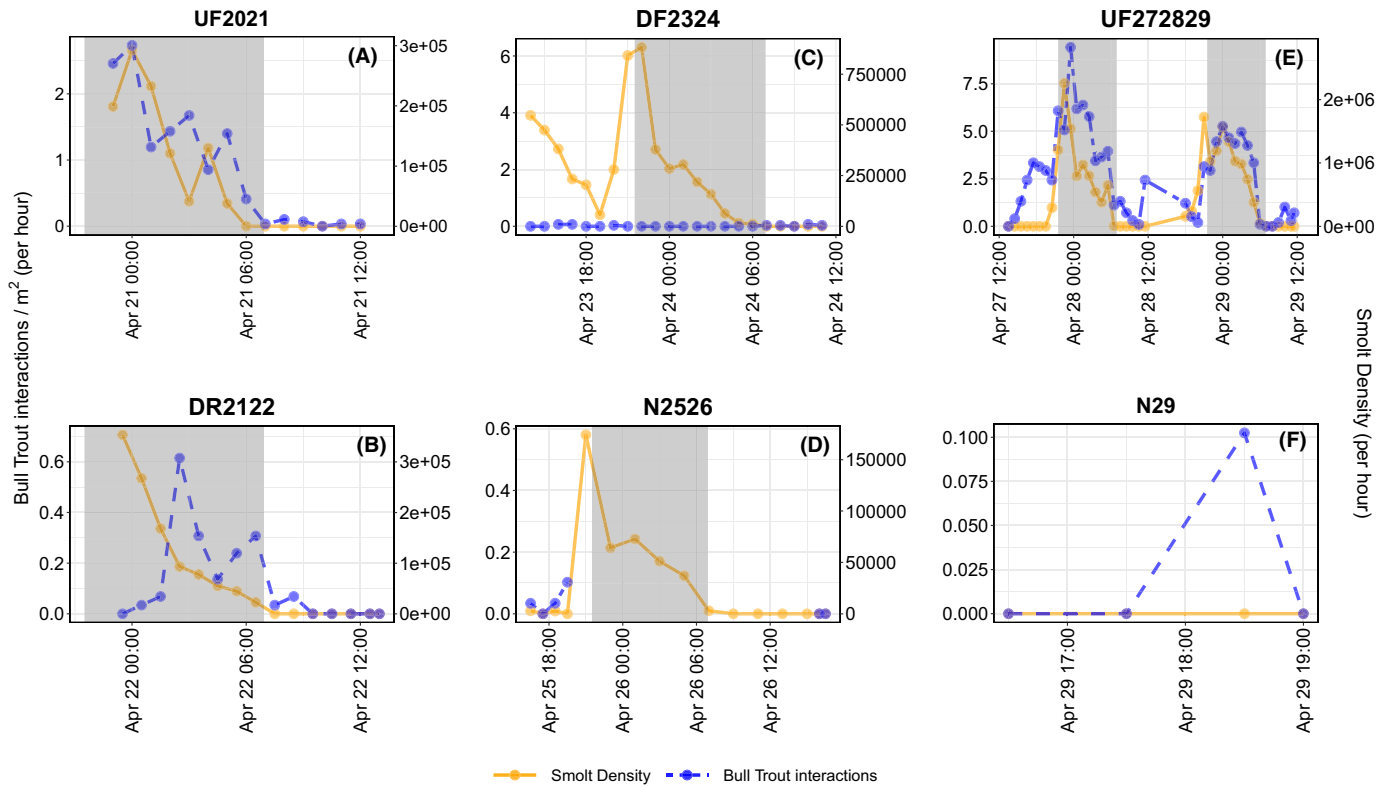 UF2021
DF2324
UF272829
(A)
(C)
(E)
2
1
0
3e+05
2e+05
1e+05
0e+00
Apr 21 00:00
Apr 21 06:00
Apr 21 12:00
6
4
2
0
750000
500000
250000
0
Apr 23 18:00
Apr 24 00:00
Apr 24 06:00
Apr 24 12:00
7.5
5.0
2.5
0.0
2e+06
1e+06
0e+00
Apr 27 12:00
Apr 28 00:00
Apr 28 12:00
Apr 29 00:00
Apr 29 12:00
Bull Trout interactions / m² (per hour)
Smolt Density (per hour)
DR2122
N2526
N29
(B)
(D)
(F)
0.6
0.4
0.2
0.0
3e+05
2e+05
1e+05
0e+00
Apr 22 00:00
Apr 22 06:00
Apr 22 12:00
0.6
0.4
0.2
0.0
150000
100000
50000
0
Apr 25 18:00
Apr 26 00:00
Apr 26 06:00
Apr 26 12:00
0.100
0.075
0.050
0.025
0.000
Apr 29 17:00
Apr 29 18:00
Apr 29 19:00
Smolt Density Bull Trout interactions